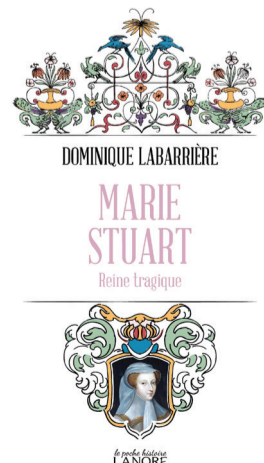 DOMINIQUE LABARRIÈRE
MARIE
STUART
Reine tragique
le poche histoire
LANORE